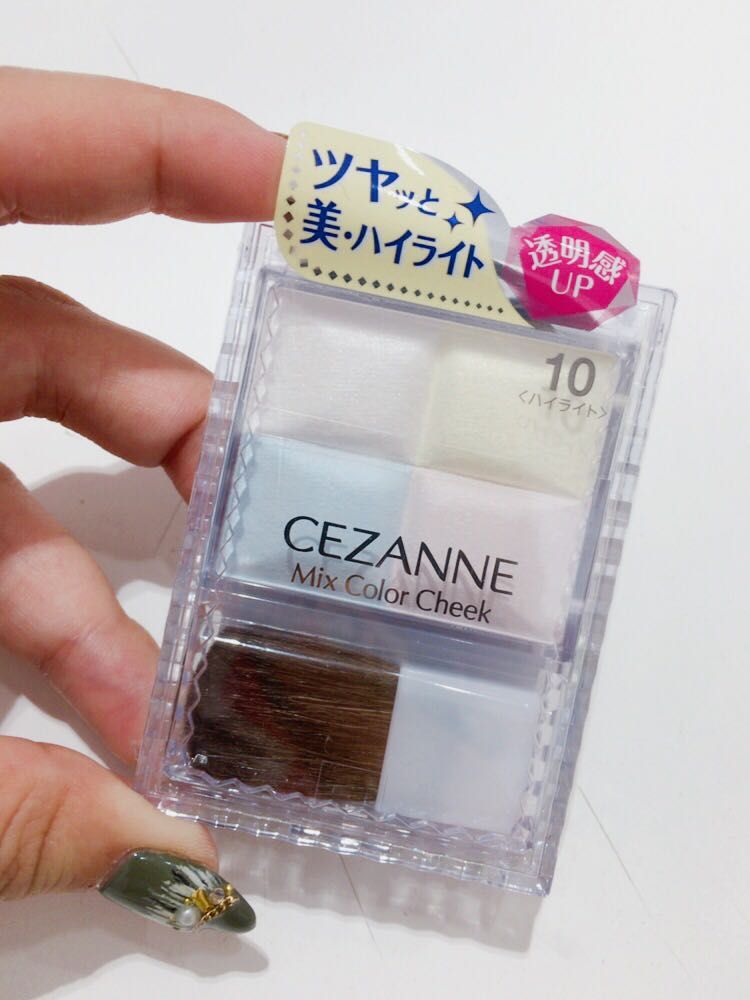 ツヤッと
美・ハイライト
透明感
UP
10
〈ハイライト〉
CEZANNE
Mix Color Cheek